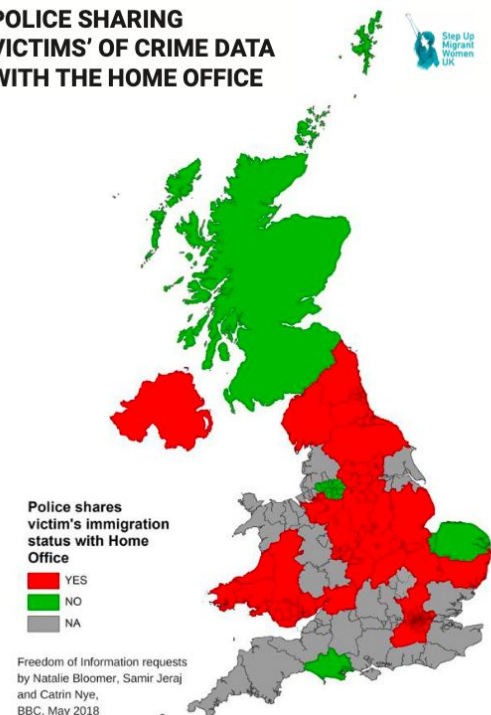 POLICE SHARING
VICTIMS’ OF CRIME DATA
WITH THE HOME OFFICE
Step Up
Migrant
Women
UK
Police shares
victim's immigration
status with Home
Office
YES
NO
NA
Freedom of Information requests
by Natalie Bloomer, Samir Jeraj
and Catrin Nye,
BBC, May 2018